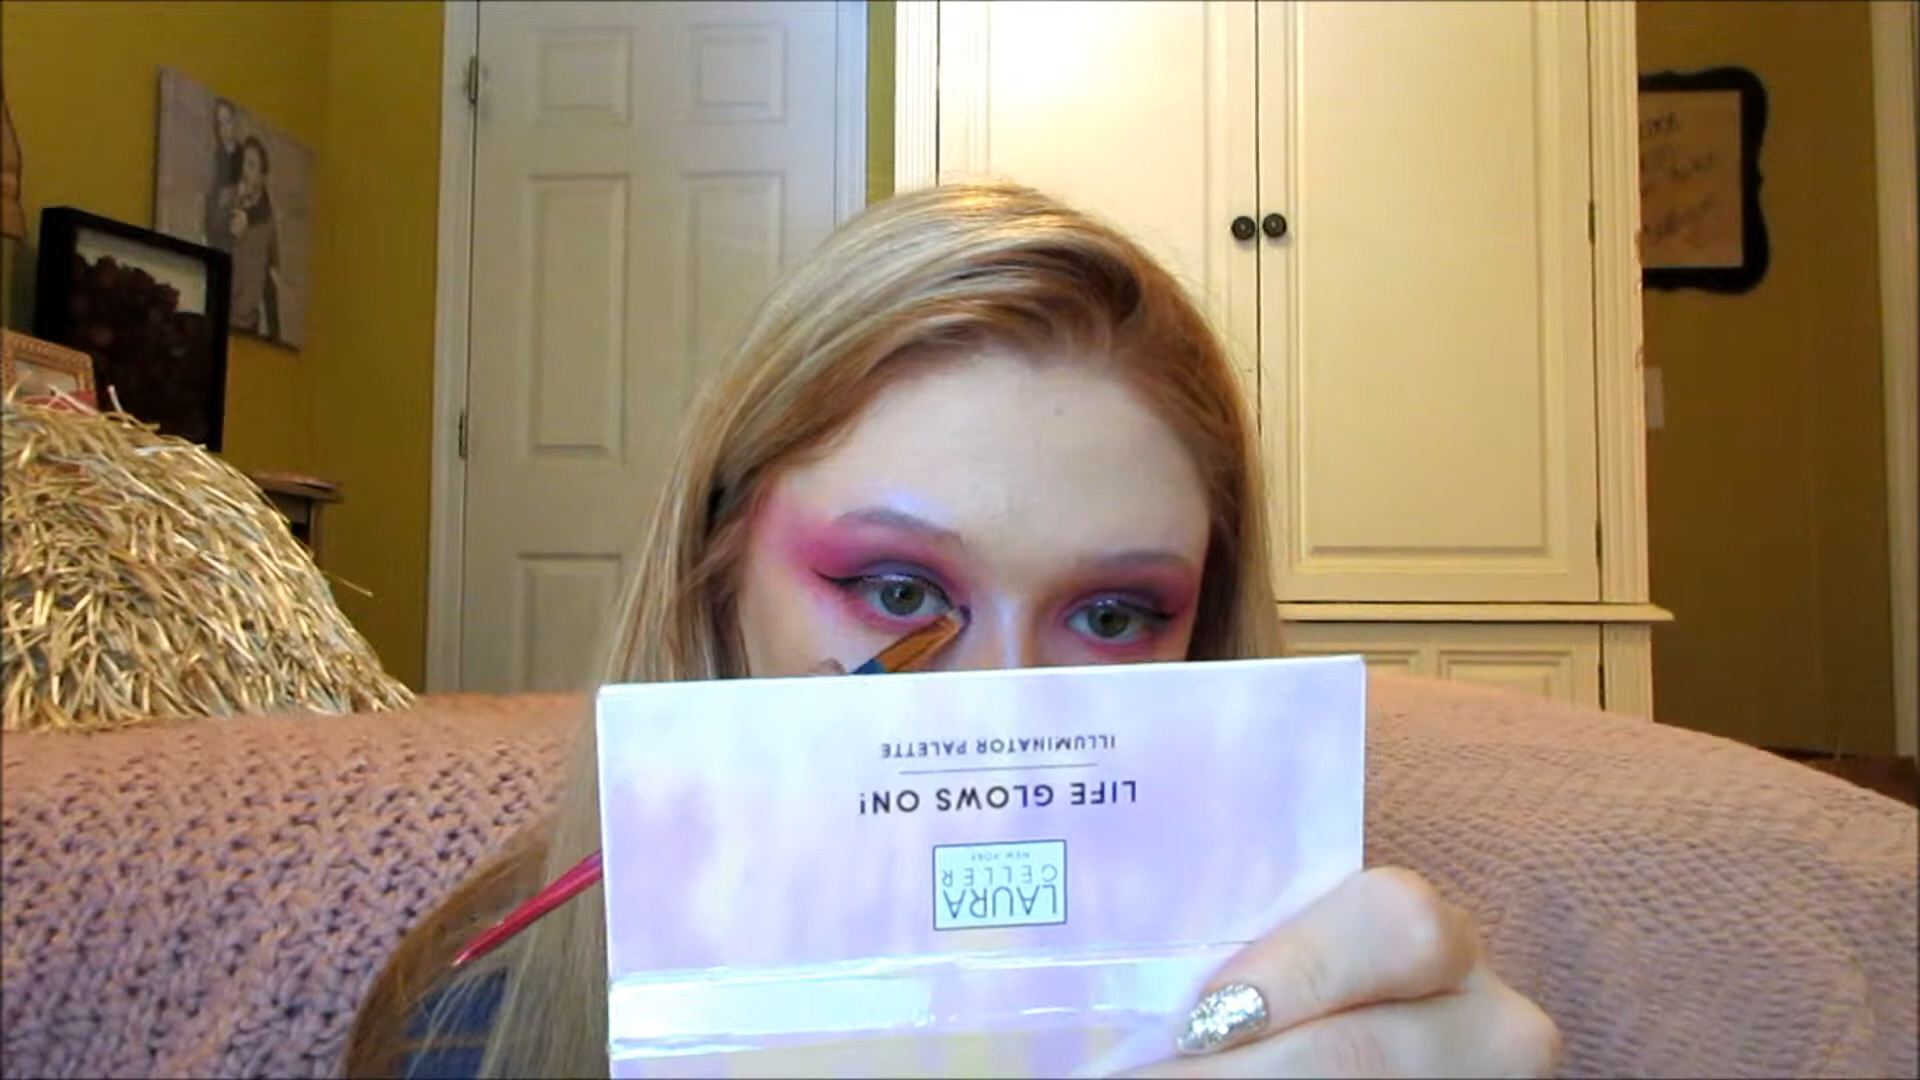 LAURA
GELLER
NEW YORK
LIFE GLOWS ON!
ILLUMINATOR PALETTE